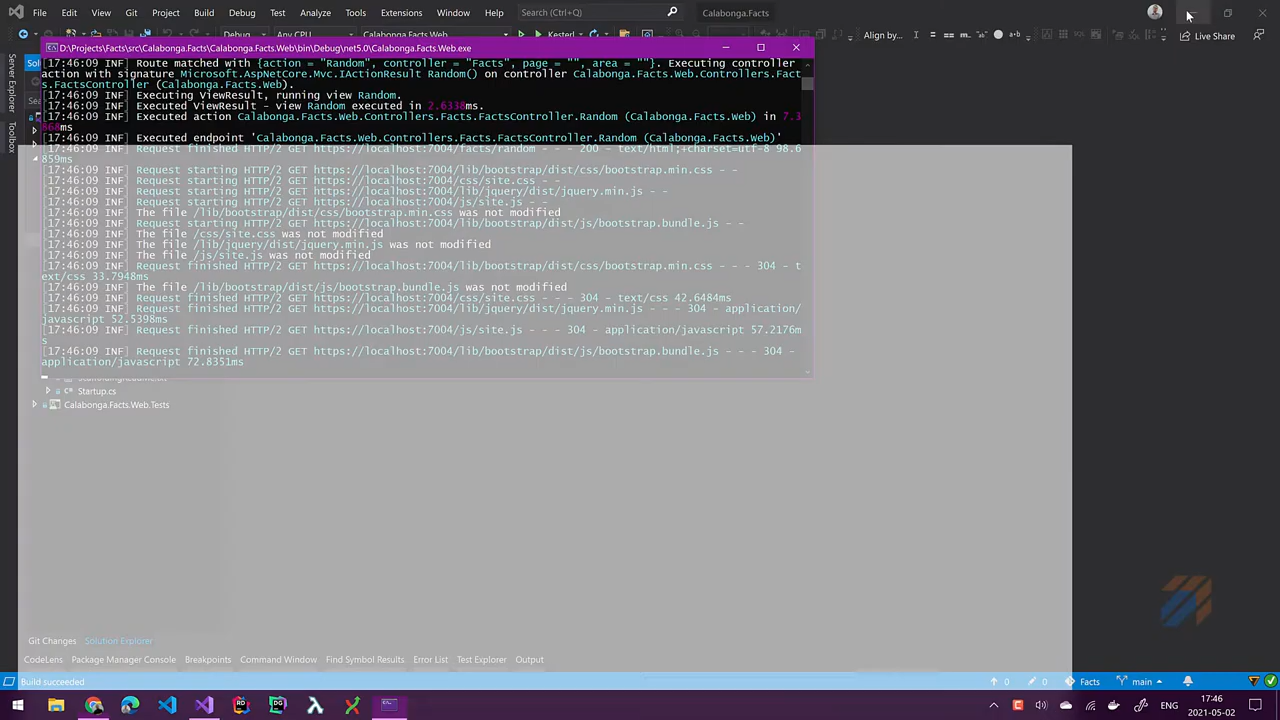 File
Edit
View
Git
Project
Build
Debug
Test
Analyze
Tools
Extensions
Window
Help
Search (Ctrl+Q)
Calabonga.Facts
D:\Projects\Facts\src\Calabonga.Facts\Calabonga.Facts.Web\bin\Debug\net5.0\Calabonga.Facts.Web.exe
Align by...
Live Share
Server Explorer
Toolbox
[17:46:09 INF] Route matched with {action = "Random", controller = "Facts", page = "", area = ""}. Executing controller
action with signature Microsoft.AspNetCore.Mvc.IActionResult Random() on controller Calabonga.Facts.Web.Controllers.Fact
s.FactsController (Calabonga.Facts.Web).
[17:46:09 INF] Executing ViewResult, running view Random.
[17:46:09 INF] Executed ViewResult - view Random executed in 2.6338ms.
[17:46:09 INF] Executed action Calabonga.Facts.Web.Controllers.Facts.FactsController.Random (Calabonga.Facts.Web) in 7.3
868ms
[17:46:09 INF] Executed endpoint 'Calabonga.Facts.Web.Controllers.Facts.FactsController.Random (Calabonga.Facts.Web)'
[17:46:09 INF] Request finished HTTP/2 GET https://localhost:7004/facts/random - - - 200 - text/html;+charset=utf-8 98.6
859ms
[17:46:09 INF] Request starting HTTP/2 GET https://localhost:7004/lib/bootstrap/dist/css/bootstrap.min.css - -
[17:46:09 INF] Request starting HTTP/2 GET https://localhost:7004/css/site.css - -
[17:46:09 INF] Request starting HTTP/2 GET https://localhost:7004/lib/jquery/dist/jquery.min.js - -
[17:46:09 INF] Request starting HTTP/2 GET https://localhost:7004/js/site.js - -
[17:46:09 INF] The file /lib/bootstrap/dist/css/bootstrap.min.css was not modified
[17:46:09 INF] Request starting HTTP/2 GET https://localhost:7004/lib/bootstrap/dist/js/bootstrap.bundle.js - -
[17:46:09 INF] The file /css/site.css was not modified
[17:46:09 INF] The file /lib/jquery/dist/jquery.min.js was not modified
[17:46:09 INF] The file /js/site.js was not modified
[17:46:09 INF] Request finished HTTP/2 GET https://localhost:7004/lib/bootstrap/dist/css/bootstrap.min.css - - - 304 - t
ext/css 33.7948ms
[17:46:09 INF] The file /lib/bootstrap/dist/js/bootstrap.bundle.js was not modified
[17:46:09 INF] Request finished HTTP/2 GET https://localhost:7004/css/site.css - - - 304 - text/css 42.6484ms
[17:46:09 INF] Request finished HTTP/2 GET https://localhost:7004/lib/jquery/dist/jquery.min.js - - - 304 - application/
javascript 52.5398ms
[17:46:09 INF] Request finished HTTP/2 GET https://localhost:7004/js/site.js - - - 304 - application/javascript 57.2176m
s
[17:46:09 INF] Request finished HTTP/2 GET https://localhost:7004/lib/bootstrap/dist/js/bootstrap.bundle.js - - - 304 -
application/javascript 72.8351ms
Startup.cs
Calabonga.Facts.Web.Tests
Git Changes
Solution Explorer
CodeLens
Package Manager Console
Breakpoints
Command Window
Find Symbol Results
Error List
Test Explorer
Output
Build succeeded
0
0
Facts
main
ENG
17:46
2021-05-02